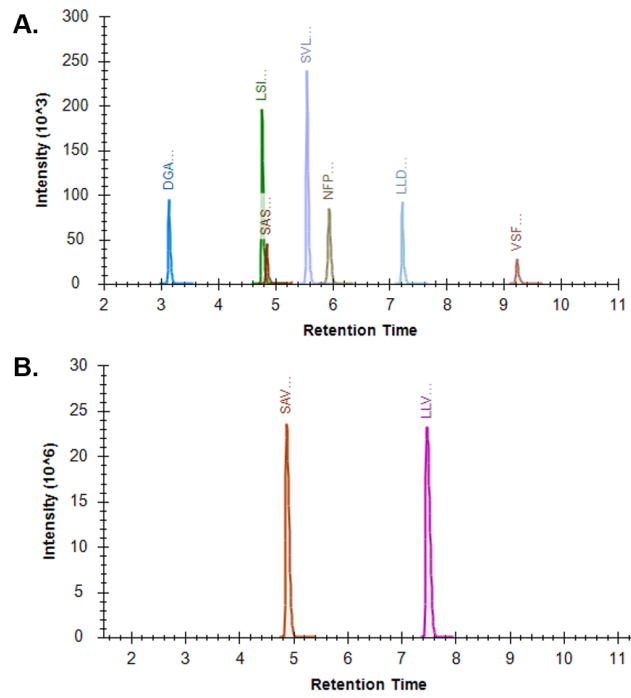 A.
Intensity (10^3)
300
250
200
150
100
50
0
DGA...
LSI...
SAS...
SVL...
NFP...
LLD...
VSF...
2 3 4 5 6 7 8 9 10 11
Retention Time
B.
Intensity (10^6)
30
25
20
15
10
5
0
SAV...
LLV...
2 3 4 5 6 7 8 9 10 11
Retention Time